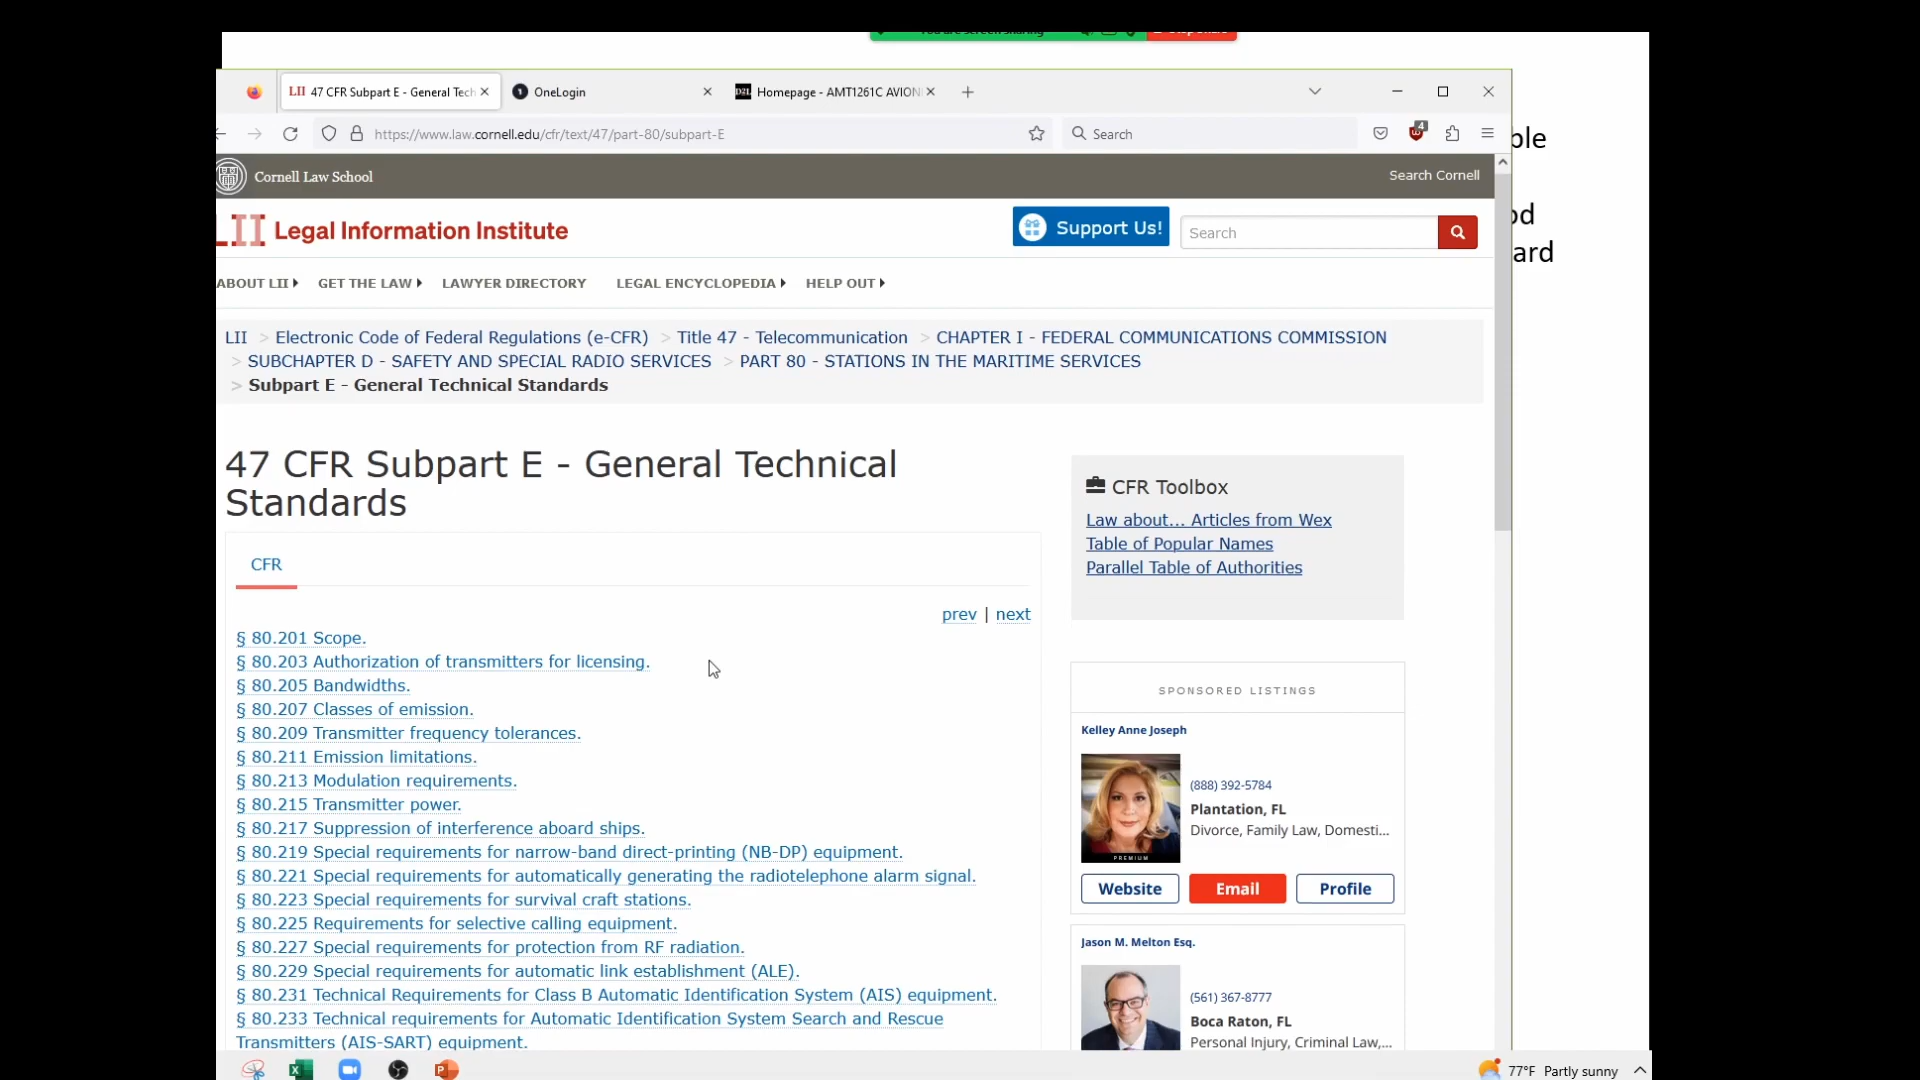 You are screen sharing
LII 47 CFR Subpart E - General Tech
OneLogin
D2L Homepage - AMT1261C AVION
https://www.law.cornell.edu/cfr/text/47/part-80/subpart-E
Search
4
ble
Cornell Law School
Search Cornell
od
LII Legal Information Institute
Support Us!
Search
ard
ABOUT LII
GET THE LAW
LAWYER DIRECTORY
LEGAL ENCYCLOPEDIA
HELP OUT
LII > Electronic Code of Federal Regulations (e-CFR) > Title 47 - Telecommunication > CHAPTER I - FEDERAL COMMUNICATIONS COMMISSION
> SUBCHAPTER D - SAFETY AND SPECIAL RADIO SERVICES > PART 80 - STATIONS IN THE MARITIME SERVICES
> Subpart E - General Technical Standards
47 CFR Subpart E - General Technical
Standards
CFR
prev | next
§ 80.201 Scope.
§ 80.203 Authorization of transmitters for licensing.
§ 80.205 Bandwidths.
§ 80.207 Classes of emission.
§ 80.209 Transmitter frequency tolerances.
§ 80.211 Emission limitations.
§ 80.213 Modulation requirements.
§ 80.215 Transmitter power.
§ 80.217 Suppression of interference aboard ships.
§ 80.219 Special requirements for narrow-band direct-printing (NB-DP) equipment.
§ 80.221 Special requirements for automatically generating the radiotelephone alarm signal.
§ 80.223 Special requirements for survival craft stations.
§ 80.225 Requirements for selective calling equipment.
§ 80.227 Special requirements for protection from RF radiation.
§ 80.229 Special requirements for automatic link establishment (ALE).
§ 80.231 Technical Requirements for Class B Automatic Identification System (AIS) equipment.
§ 80.233 Technical requirements for Automatic Identification System Search and Rescue
Transmitters (AIS-SART) equipment.
CFR Toolbox
Law about... Articles from Wex
Table of Popular Names
Parallel Table of Authorities
SPONSORED LISTINGS
Kelley Anne Joseph
(888) 392-5784
Plantation, FL
Divorce, Family Law, Domesti...
PREMIUM
Website
Email
Profile
Jason M. Melton Esq.
(561) 367-8777
Boca Raton, FL
Personal Injury, Criminal Law,...
77°F Partly sunny